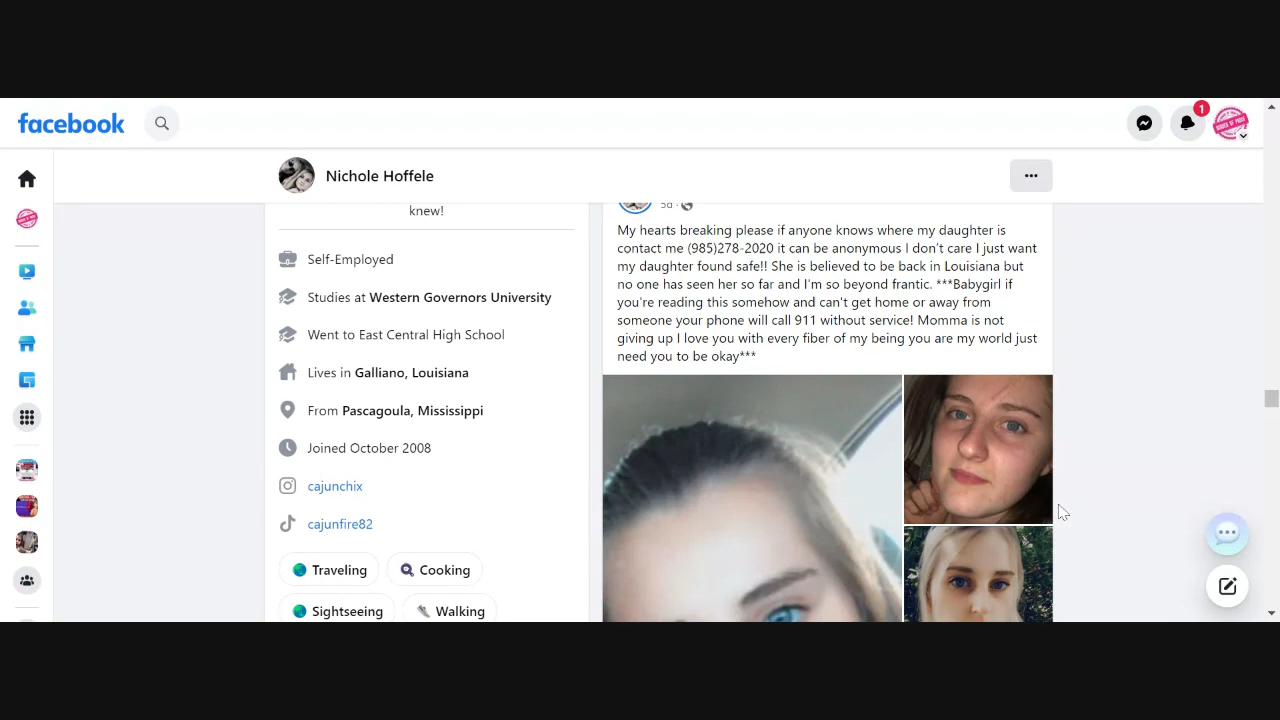 facebook
1
Nichole Hoffele
knew!
Self-Employed
Studies at Western Governors University
Went to East Central High School
Lives in Galliano, Louisiana
From Pascagoula, Mississippi
Joined October 2008
cajunchix
cajunfire82
Traveling
Cooking
Sightseeing
Walking
5d ·
My hearts breaking please if anyone knows where my daughter is
contact me (985)278-2020 it can be anonymous I don't care I just want
my daughter found safe!! She is believed to be back in Louisiana but
no one has seen her so far and I'm so beyond frantic. ***Babygirl if
you're reading this somehow and can't get home or away from
someone your phone will call 911 without service! Momma is not
giving up I love you with every fiber of my being you are my world just
need you to be okay***